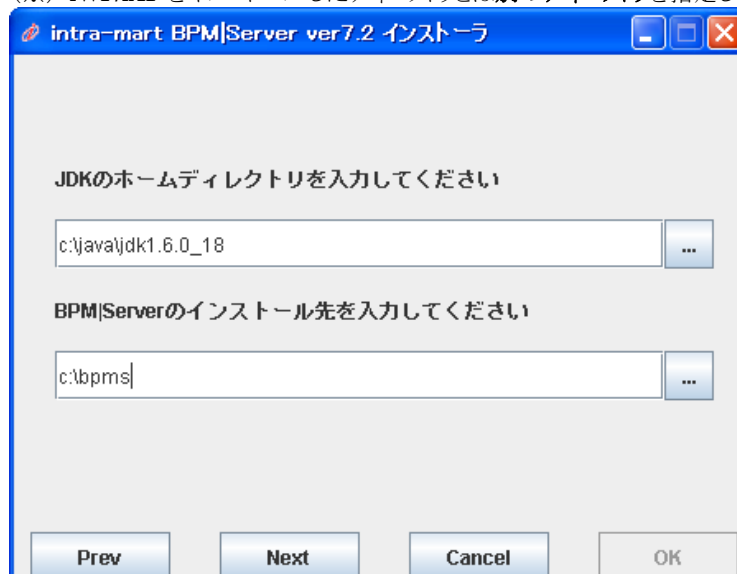 intra-mart BPM|Server ver7.2 インストーラ
JDKのホームディレクトリを入力してください
c:\java\jdk1.6.0_18
...
BPM|Serverのインストール先を入力してください
c:\bpms
...
Prev Next Cancel OK